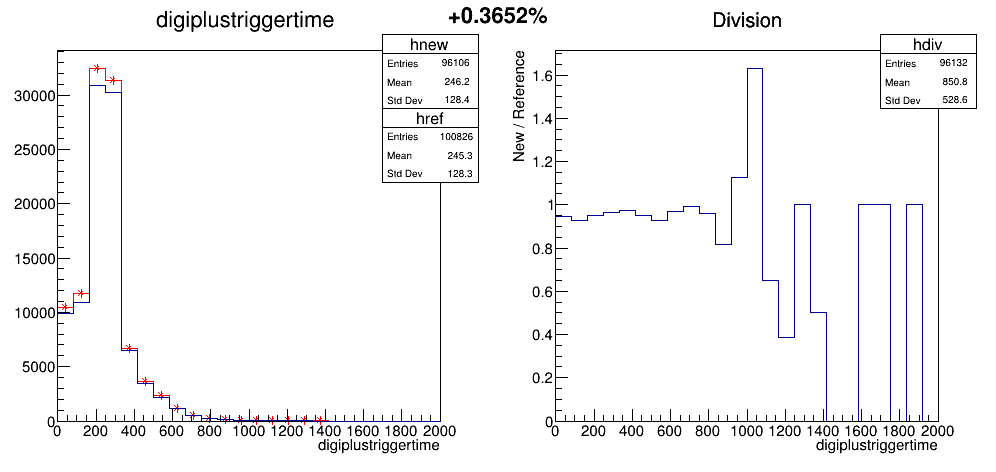 +0.3652%
digiplustriggertime
hnew
Entries 96106
Mean 246.2
Std Dev 128.4
href
Entries 100826
Mean 245.3
Std Dev 128.3
30000
25000
20000
15000
10000
5000
0
0 200 400 600 800 1000 1200 1400 1600 1800 2000
digiplustriggertime
Division
hdiv
Entries 96132
Mean 850.8
Std Dev 528.6
New / Reference
1.6
1.4
1.2
1
0.8
0.6
0.4
0.2
0
0 200 400 600 800 1000 1200 1400 1600 1800 2000
digiplustriggertime